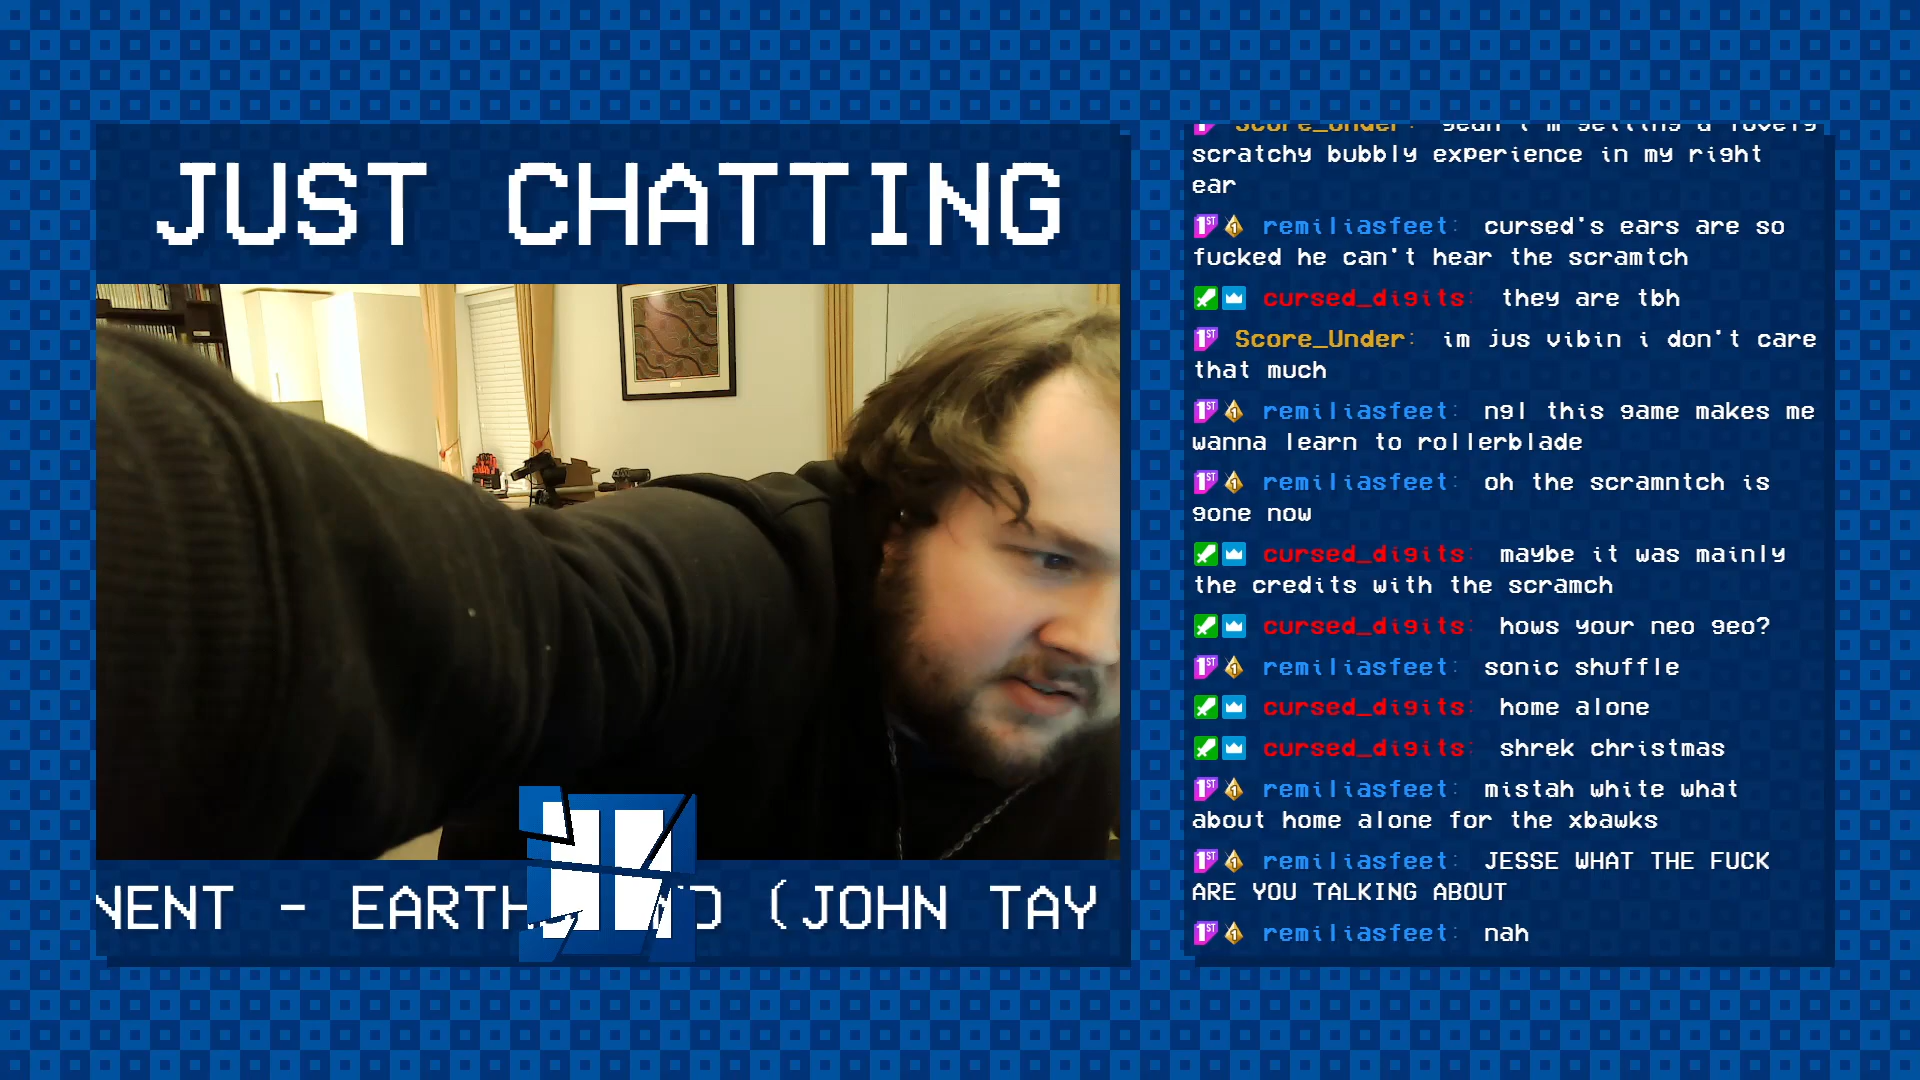 JUST CHATTING
NENT - EARTH D (JOHN TAY
Score_Under: yeah i'm getting a lovely
scratchy bubbly experience in my right
ear
remiliasfeet: cursed's ears are so
fucked he can't hear the scramtch
cursed_digits: they are tbh
Score_Under: im jus vibin i don't care
that much
remiliasfeet: ngl this game makes me
wanna learn to rollerblade
remiliasfeet: oh the scramntch is
gone now
cursed_digits: maybe it was mainly
the credits with the scramch
cursed_digits: hows your neo geo?
remiliasfeet: sonic shuffle
cursed_digits: home alone
cursed_digits: shrek christmas
remiliasfeet: mistah white what
about home alone for the xbawks
remiliasfeet: JESSE WHAT THE FUCK
ARE YOU TALKING ABOUT
remiliasfeet: nah